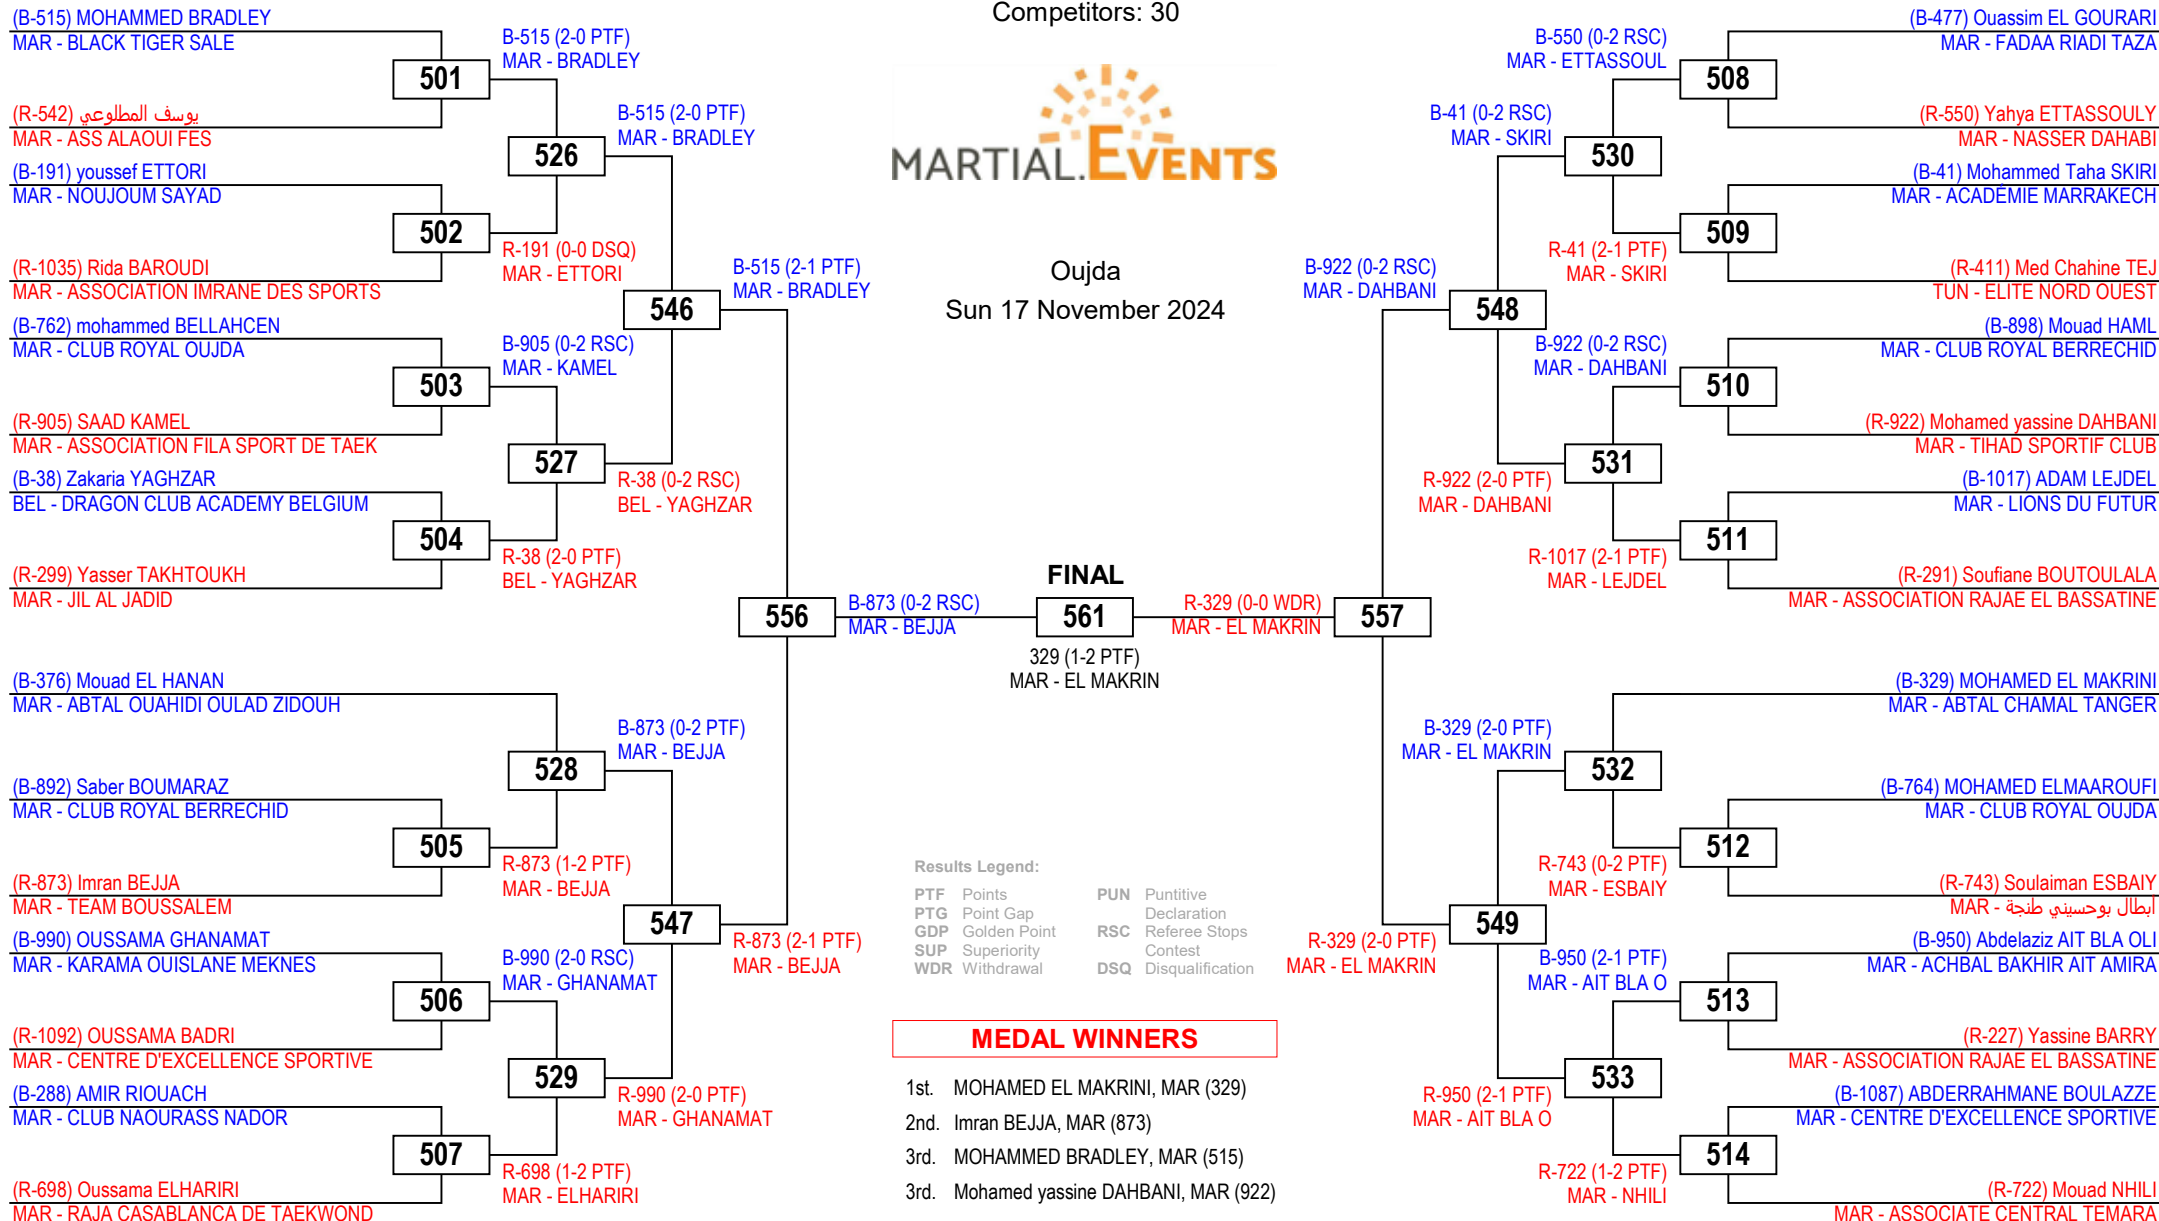 Competitors: 30
MARTIAL.EVENTS
Oujda
Sun 17 November 2024
(B-515) MOHAMMED BRADLEY
MAR - BLACK TIGER SALE
501
(R-542) يوسف المطلوعي
MAR - ASS ALAOUI FES
(B-191) youssef ETTORI
MAR - NOUJOUM SAYAD
502
(R-1035) Rida BAROUDI
MAR - ASSOCIATION IMRANE DES SPORTS
(B-762) mohammed BELLAHCEN
MAR - CLUB ROYAL OUJDA
503
(R-905) SAAD KAMEL
MAR - ASSOCIATION FILA SPORT DE TAEK
(B-38) Zakaria YAGHZAR
BEL - DRAGON CLUB ACADEMY BELGIUM
504
(R-299) Yasser TAKHTOUKH
MAR - JIL AL JADID
(B-376) Mouad EL HANAN
MAR - ABTAL OUAHIDI OULAD ZIDOUH
(B-892) Saber BOUMARAZ
MAR - CLUB ROYAL BERRECHID
505
(R-873) Imran BEJJA
MAR - TEAM BOUSSALEM
(B-990) OUSSAMA GHANAMAT
MAR - KARAMA OUISLANE MEKNES
506
(R-1092) OUSSAMA BADRI
MAR - CENTRE D'EXCELLENCE SPORTIVE
(B-288) AMIR RIOUACH
MAR - CLUB NAOURASS NADOR
507
(R-698) Oussama ELHARIRI
MAR - RAJA CASABLANCA DE TAEKWOND
B-515 (2-0 PTF)
MAR - BRADLEY
526
R-191 (0-0 DSQ)
MAR - ETTORI
B-905 (0-2 RSC)
MAR - KAMEL
527
R-38 (2-0 PTF)
BEL - YAGHZAR
528
R-873 (1-2 PTF)
MAR - BEJJA
B-990 (2-0 RSC)
MAR - GHANAMAT
529
R-698 (1-2 PTF)
MAR - ELHARIRI
B-515 (2-0 PTF)
MAR - BRADLEY
546
R-38 (0-2 RSC)
BEL - YAGHZAR
B-873 (0-2 PTF)
MAR - BEJJA
547
R-990 (2-0 PTF)
MAR - GHANAMAT
B-515 (2-1 PTF)
MAR - BRADLEY
556
R-873 (2-1 PTF)
MAR - BEJJA
B-873 (0-2 RSC)
MAR - BEJJA
FINAL
561
329 (1-2 PTF)
MAR - EL MAKRIN
R-329 (0-0 WDR)
MAR - EL MAKRIN
B-922 (0-2 RSC)
MAR - DAHBANI
557
R-329 (2-0 PTF)
MAR - EL MAKRIN
B-41 (0-2 RSC)
MAR - SKIRI
548
R-922 (2-0 PTF)
MAR - DAHBANI
B-329 (2-0 PTF)
MAR - EL MAKRIN
549
R-950 (2-1 PTF)
MAR - AIT BLA O
B-550 (0-2 RSC)
MAR - ETTASSOUL
530
R-41 (2-1 PTF)
MAR - SKIRI
B-922 (0-2 RSC)
MAR - DAHBANI
531
R-1017 (2-1 PTF)
MAR - LEJDEL
532
R-743 (0-2 PTF)
MAR - ESBAIY
B-950 (2-1 PTF)
MAR - AIT BLA O
533
R-722 (1-2 PTF)
MAR - NHILI
(B-477) Ouassim EL GOURARI
MAR - FADAA RIADI TAZA
508
(R-550) Yahya ETTASSOULY
MAR - NASSER DAHABI
(B-41) Mohammed Taha SKIRI
MAR - ACADÉMIE MARRAKECH
509
(R-411) Med Chahine TEJ
TUN - ELITE NORD OUEST
(B-898) Mouad HAML
MAR - CLUB ROYAL BERRECHID
510
(R-922) Mohamed yassine DAHBANI
MAR - TIHAD SPORTIF CLUB
(B-1017) ADAM LEJDEL
MAR - LIONS DU FUTUR
511
(R-291) Soufiane BOUTOULALA
MAR - ASSOCIATION RAJAE EL BASSATINE
(B-329) MOHAMED EL MAKRINI
MAR - ABTAL CHAMAL TANGER
(B-764) MOHAMED ELMAAROUFI
MAR - CLUB ROYAL OUJDA
512
(R-743) Soulaiman ESBAIY
MAR - أبطال بوحسيني طنجة
(B-950) Abdelaziz AIT BLA OLI
MAR - ACHBAL BAKHIR AIT AMIRA
513
(R-227) Yassine BARRY
MAR - ASSOCIATION RAJAE EL BASSATINE
(B-1087) ABDERRAHMANE BOULAZZE
MAR - CENTRE D'EXCELLENCE SPORTIVE
514
(R-722) Mouad NHILI
MAR - ASSOCIATE CENTRAL TEMARA
Results Legend:
PTF Points
PTG Point Gap
GDP Golden Point
SUP Superiority
WDR Withdrawal
PUN Puntitive
Declaration
RSC Referee Stops
Contest
DSQ Disqualification
MEDAL WINNERS
1st. MOHAMED EL MAKRINI, MAR (329)
2nd. Imran BEJJA, MAR (873)
3rd. MOHAMMED BRADLEY, MAR (515)
3rd. Mohamed yassine DAHBANI, MAR (922)